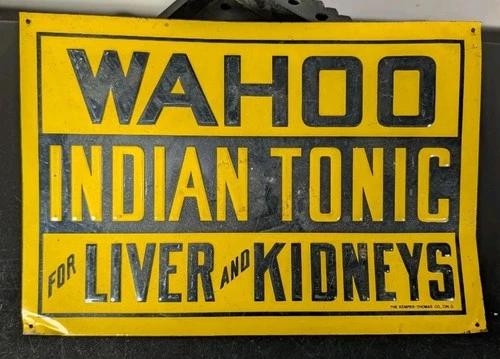 WAHOO
INDIAN TONIC
FOR LIVER AND KIDNEYS
THE KEMPER-THOMAS CO., CIN. O.